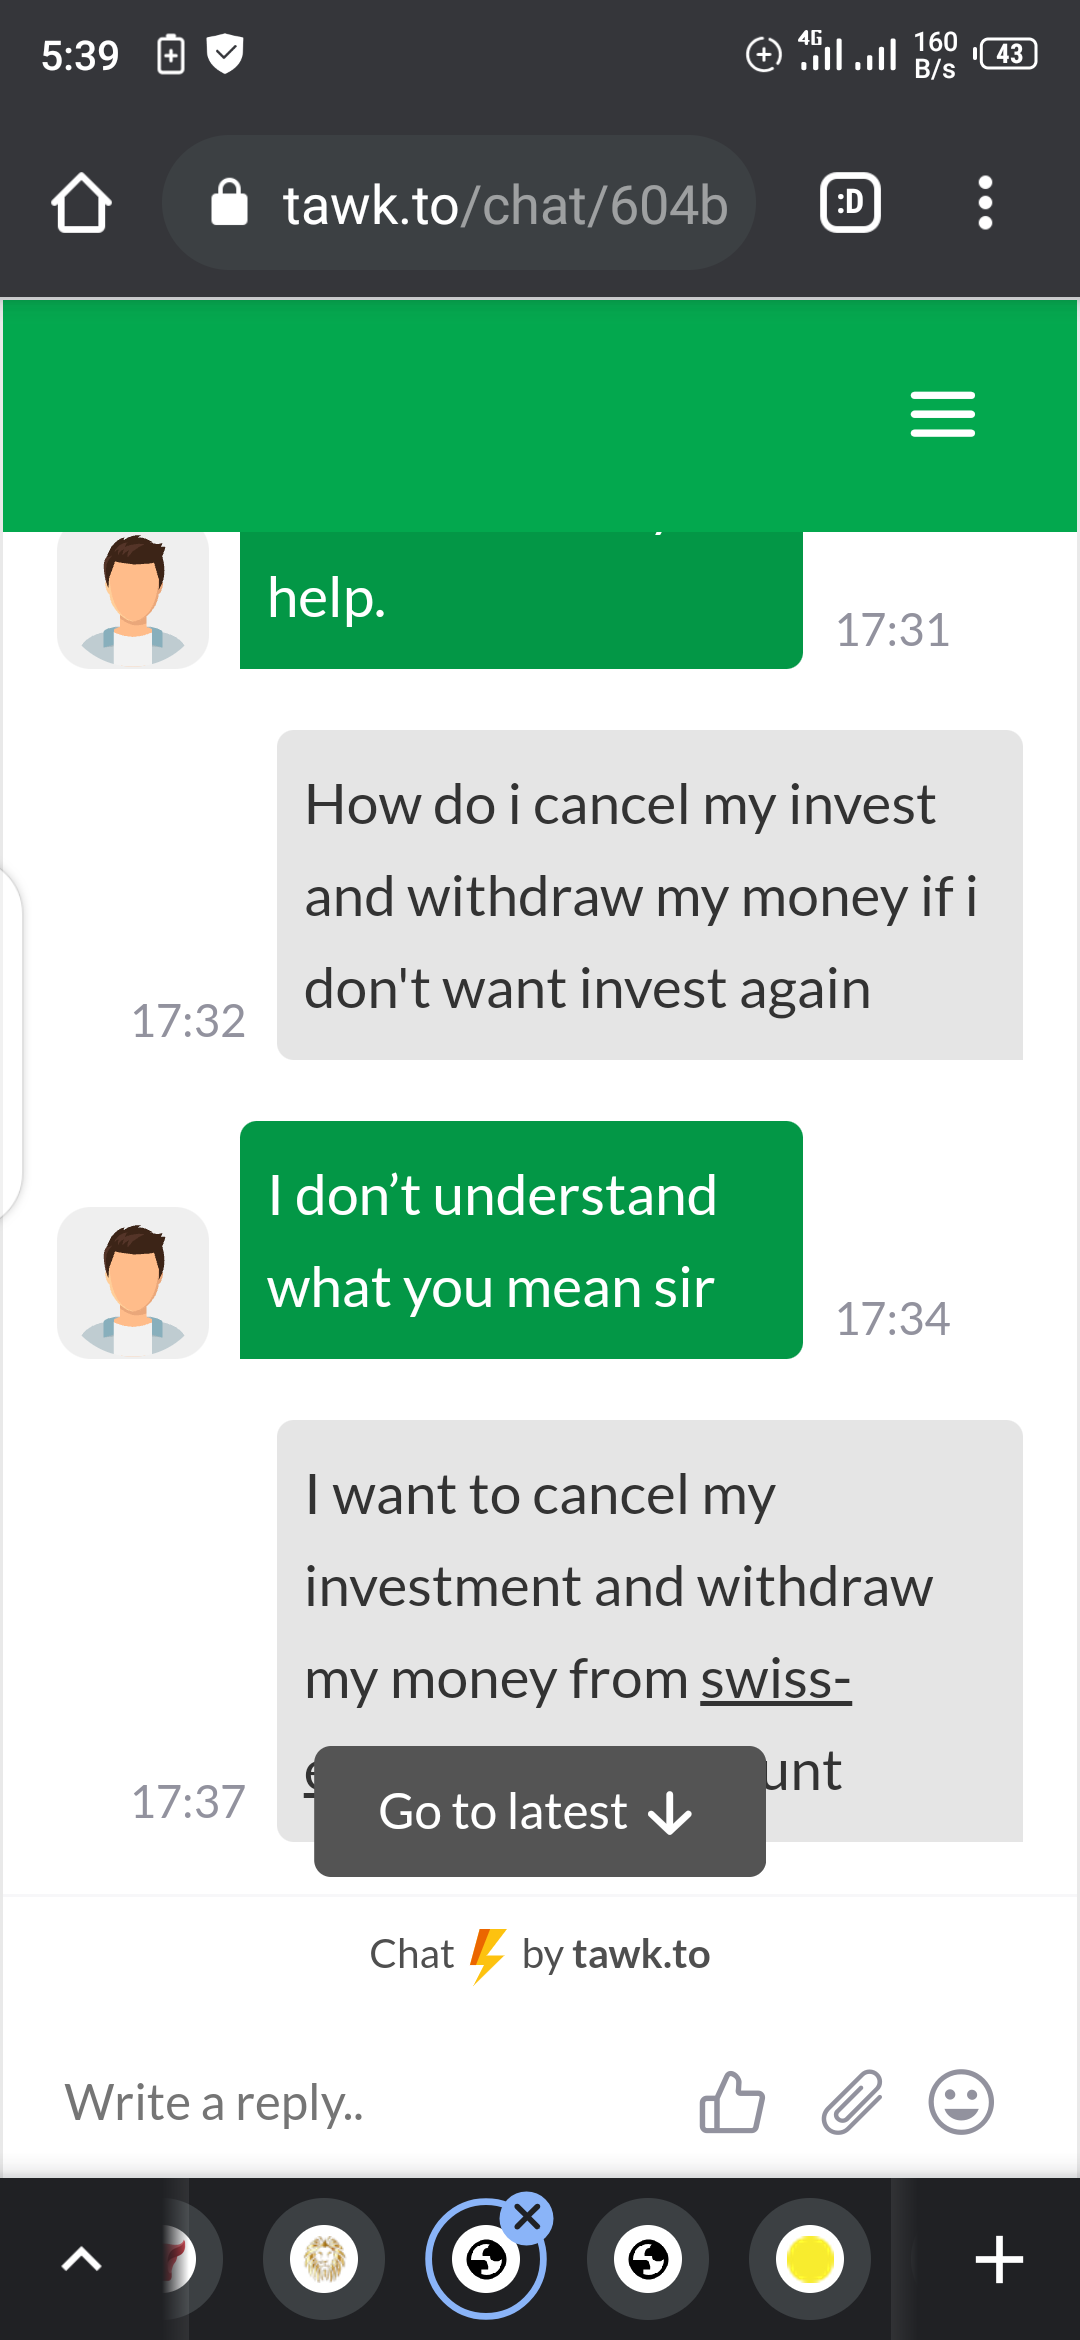 5:39
4G
160
B/s
43
tawk.to/chat/604b
:D
help.
17:31
How do i cancel my invest
and withdraw my money if i
don't want invest again
17:32
I don’t understand
what you mean sir
17:34
I want to cancel my
investment and withdraw
my money from swiss-
17:37
Go to latest
Chat by tawk.to
Write a reply..